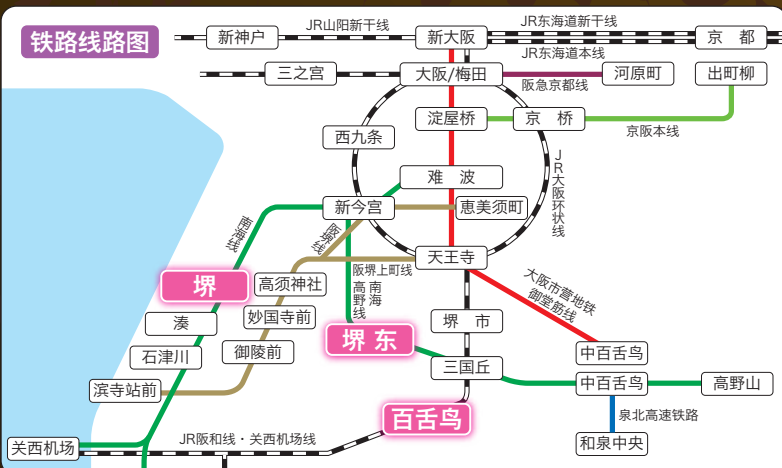 铁路线路图
JR山阳新干线
JR东海道新干线
新神户
新大阪
京 都
JR东海道本线
三之宫
大阪/梅田
河原町
出町柳
阪急京都线
淀屋桥
京 桥
京阪本线
西九条
JR大阪环状线
难 波
新今宫
恵美须町
南海线
阪堺线
天王寺
阪堺上町线
大阪市营地铁
御堂筋线
堺
高须神社
南海
高野线
湊
妙国寺前
堺 市
堺 东
石津川
御陵前
三国丘
中百舌鸟
中百舌鸟
高野山
滨寺站前
百舌鸟
泉北高速铁路
关西机场
JR阪和线·关西机场线
和泉中央